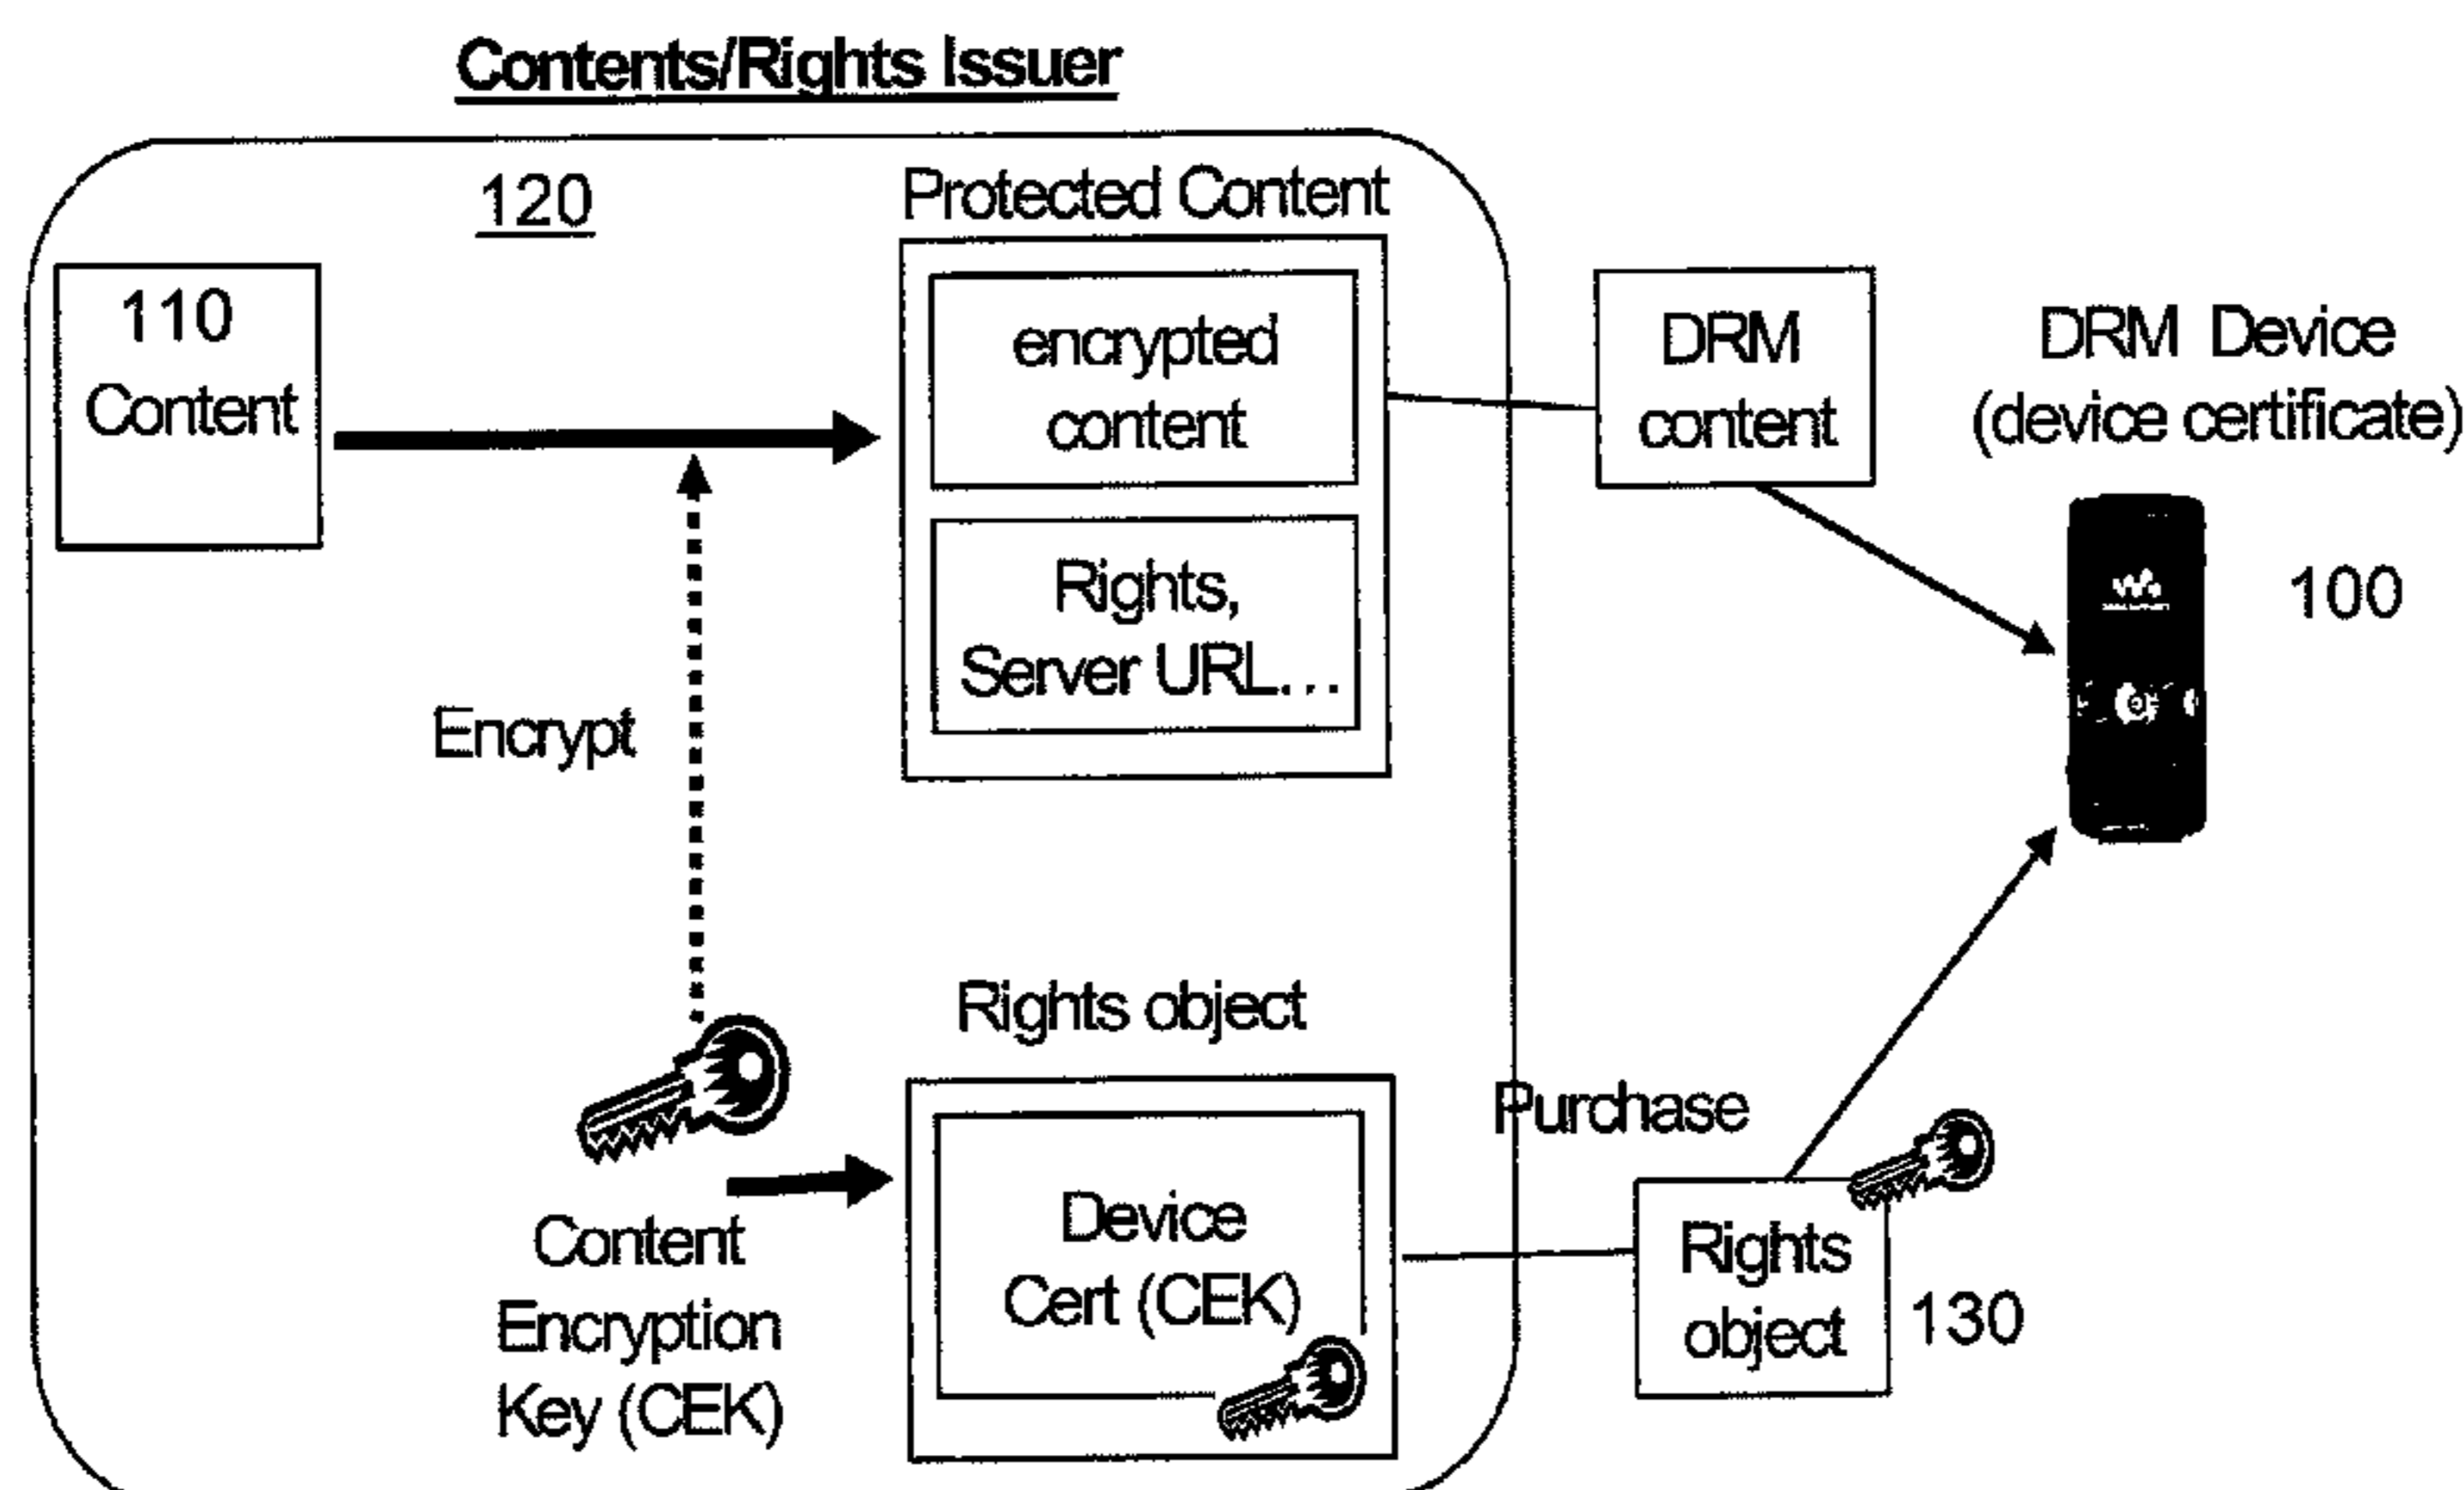 Contents/Rights Issuer
120
Protected Content
110
Content
encrypted
content
Rights,
Server URL...
DRM
content
DRM Device
(device certificate)
100
Encrypt
Rights object
Device
Cert (CEK)
Content
Encryption
Key (CEK)
Purchase
Rights
object
130